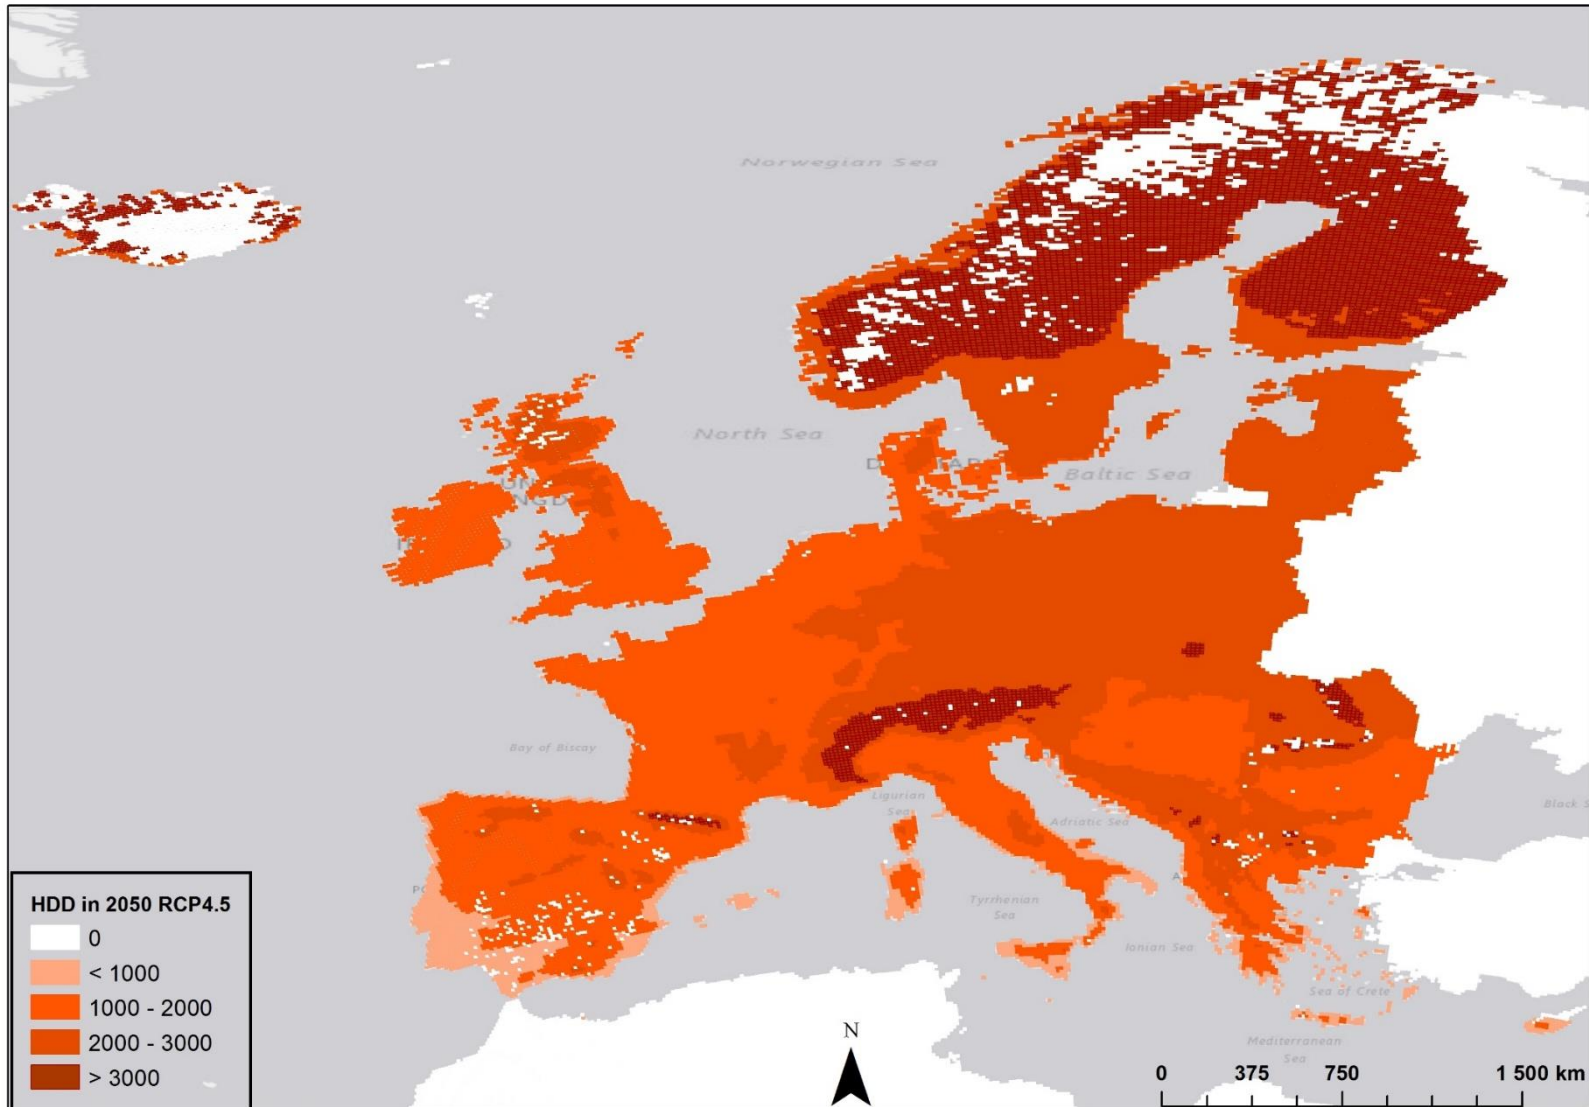 Norwegian Sea
North Sea
Baltic Sea
Bay of Biscay
Ligurian
Sea
Adriatic Sea
Black S
Tyrrhenian
Sea
Ionian Sea
Sea of Crete
Mediterranean
Sea
HDD in 2050 RCP4.5
0
< 1000
1000 - 2000
2000 - 3000
> 3000
N
0 375 750 1 500 km